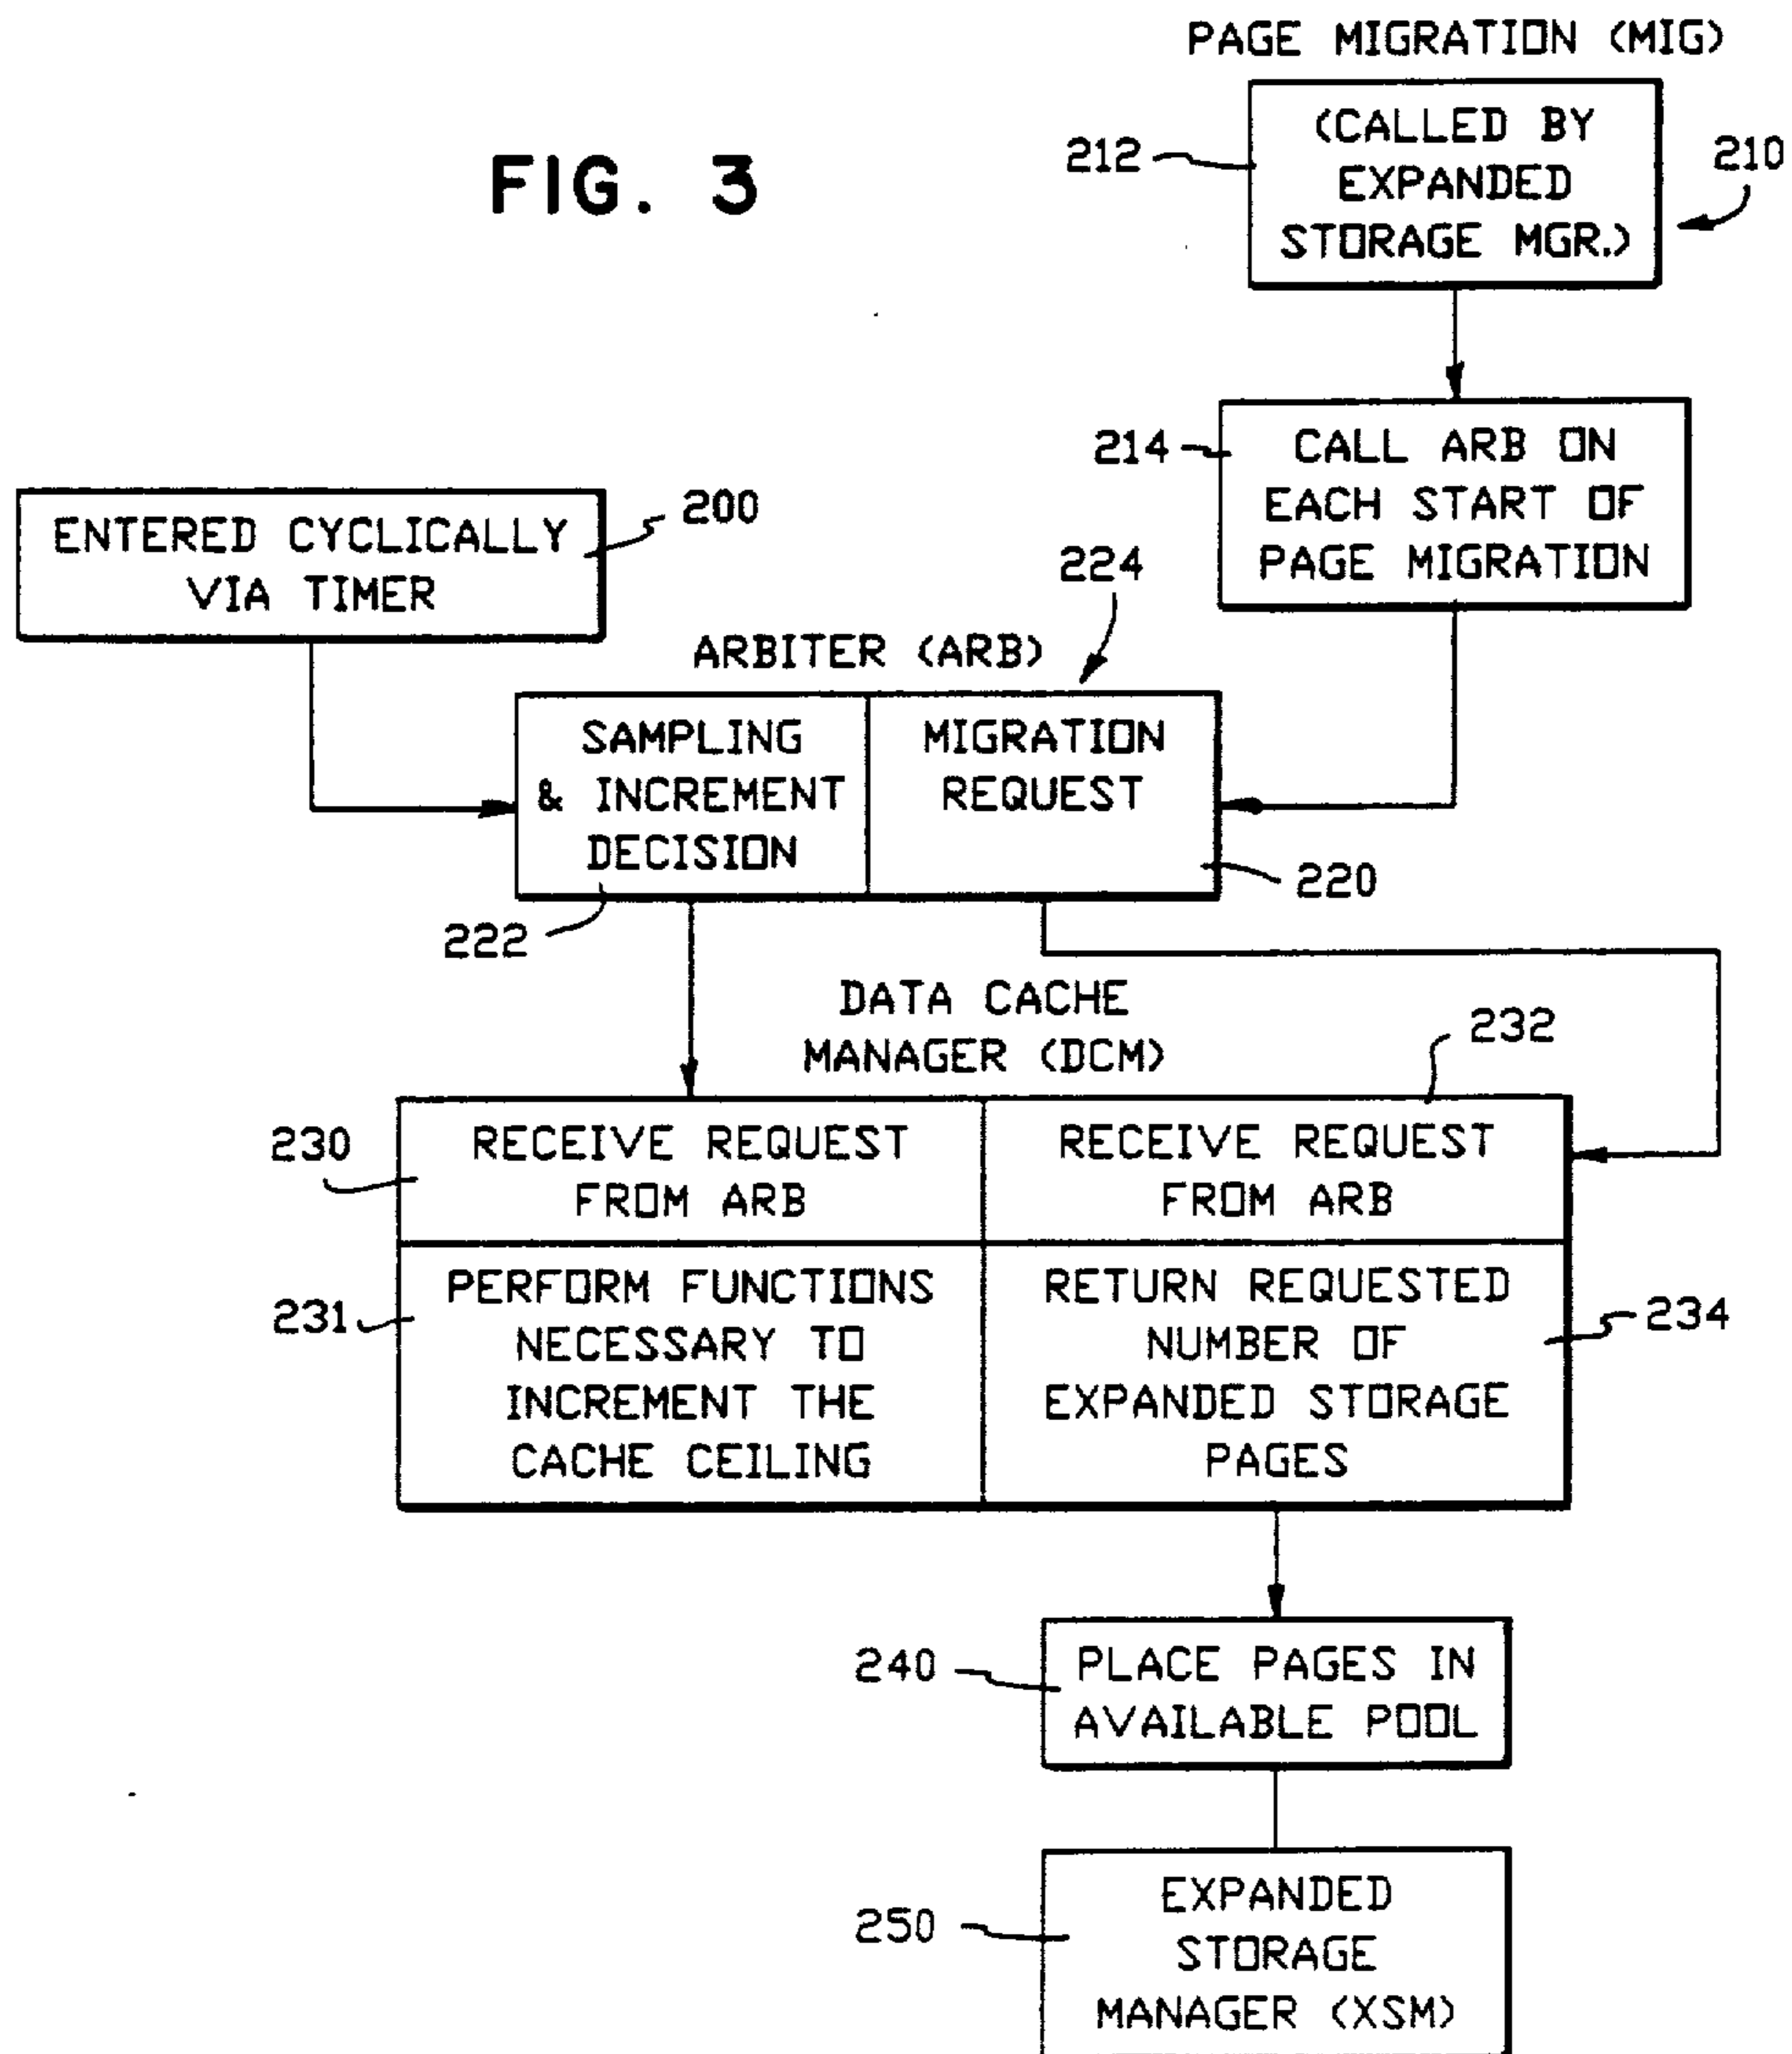 PAGE MIGRATION (MIG)
FIG. 3
(CALLED BY
EXPANDED
STORAGE MGR.)
212
210
214
CALL ARB ON
EACH START OF
PAGE MIGRATION
ENTERED CYCLICALLY
VIA TIMER
200
224
ARBITER (ARB)
SAMPLING
& INCREMENT
DECISION
MIGRATION
REQUEST
220
222
DATA CACHE
MANAGER (DCM)
232
230
RECEIVE REQUEST
FROM ARB
RECEIVE REQUEST
FROM ARB
231
PERFORM FUNCTIONS
NECESSARY TO
INCREMENT THE
CACHE CEILING
RETURN REQUESTED
NUMBER OF
EXPANDED STORAGE
PAGES
234
240
PLACE PAGES IN
AVAILABLE POOL
250
EXPANDED
STORAGE
MANAGER (XSM)